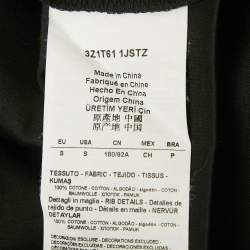 3Z1T61 1JSTZ
Made in China
Fabriqué en Chine
Hecho En China
Origem China
ÜRETİM YERİ Çin
原產地 中國
原产地 中国
EU USA CN MEX BRA
S S 180/92A CH P
TESSUTO - FABRIC - TEJIDO - TISSUS -
KUMAS
100% COTONE - COTTON - ALGODÃO - algodón - COTON -
Dettagli in maglia - RIB DETAILS - Detalles de
tejido de punto - DETAILS EN MAILLE - NERVÜR
DETAYLAR
100% COTONE - COTTON - ALGODÃO - algodón - COTON -
DECORATION EXCLUDED / DECORAZIONI ESCLUSE /